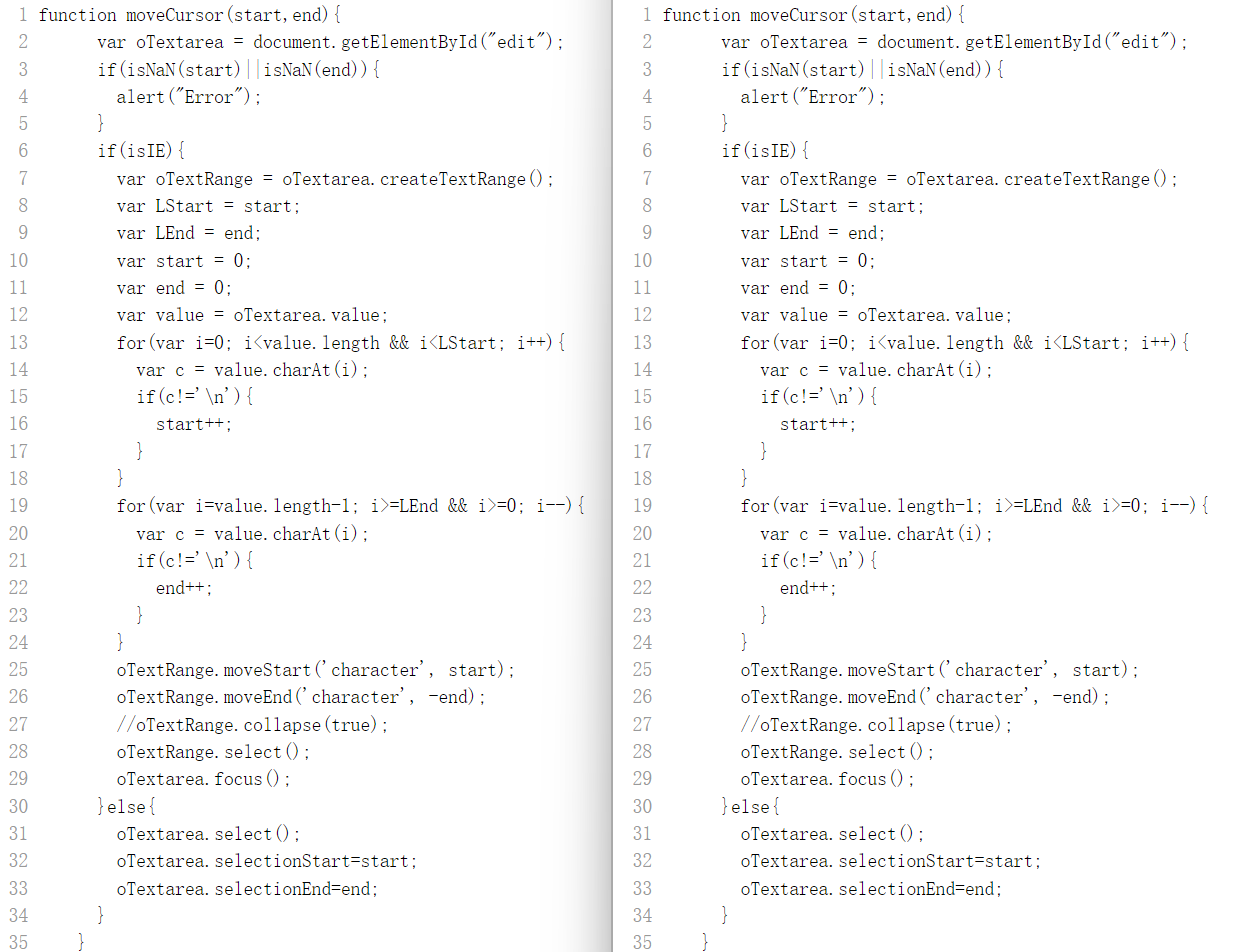 1 function moveCursor(start,end){
2 var oTextarea = document.getElementById("edit");
3 if(isNaN(start)||isNaN(end)){
4 alert("Error");
5 }
6 if(isIE){
7 var oTextRange = oTextarea.createTextRange();
8 var LStart = start;
9 var LEnd = end;
10 var start = 0;
11 var end = 0;
12 var value = oTextarea.value;
13 for(var i=0; i<value.length && i<LStart; i++){
14 var c = value.charAt(i);
15 if(c!='\n'){
16 start++;
17 }
18 }
19 for(var i=value.length-1; i>=LEnd && i>=0; i--){
20 var c = value.charAt(i);
21 if(c!='\n'){
22 end++;
23 }
24 }
25 oTextRange.moveStart('character', start);
26 oTextRange.moveEnd('character', -end);
27 //oTextRange.collapse(true);
28 oTextRange.select();
29 oTextarea.focus();
30 }else{
31 oTextarea.select();
32 oTextarea.selectionStart=start;
33 oTextarea.selectionEnd=end;
34 }
35 }
1 function moveCursor(start,end){
2 var oTextarea = document.getElementById("edit");
3 if(isNaN(start)||isNaN(end)){
4 alert("Error");
5 }
6 if(isIE){
7 var oTextRange = oTextarea.createTextRange();
8 var LStart = start;
9 var LEnd = end;
10 var start = 0;
11 var end = 0;
12 var value = oTextarea.value;
13 for(var i=0; i<value.length && i<LStart; i++){
14 var c = value.charAt(i);
15 if(c!='\n'){
16 start++;
17 }
18 }
19 for(var i=value.length-1; i>=LEnd && i>=0; i--){
20 var c = value.charAt(i);
21 if(c!='\n'){
22 end++;
23 }
24 }
25 oTextRange.moveStart('character', start);
26 oTextRange.moveEnd('character', -end);
27 //oTextRange.collapse(true);
28 oTextRange.select();
29 oTextarea.focus();
30 }else{
31 oTextarea.select();
32 oTextarea.selectionStart=start;
33 oTextarea.selectionEnd=end;
34 }
35 }